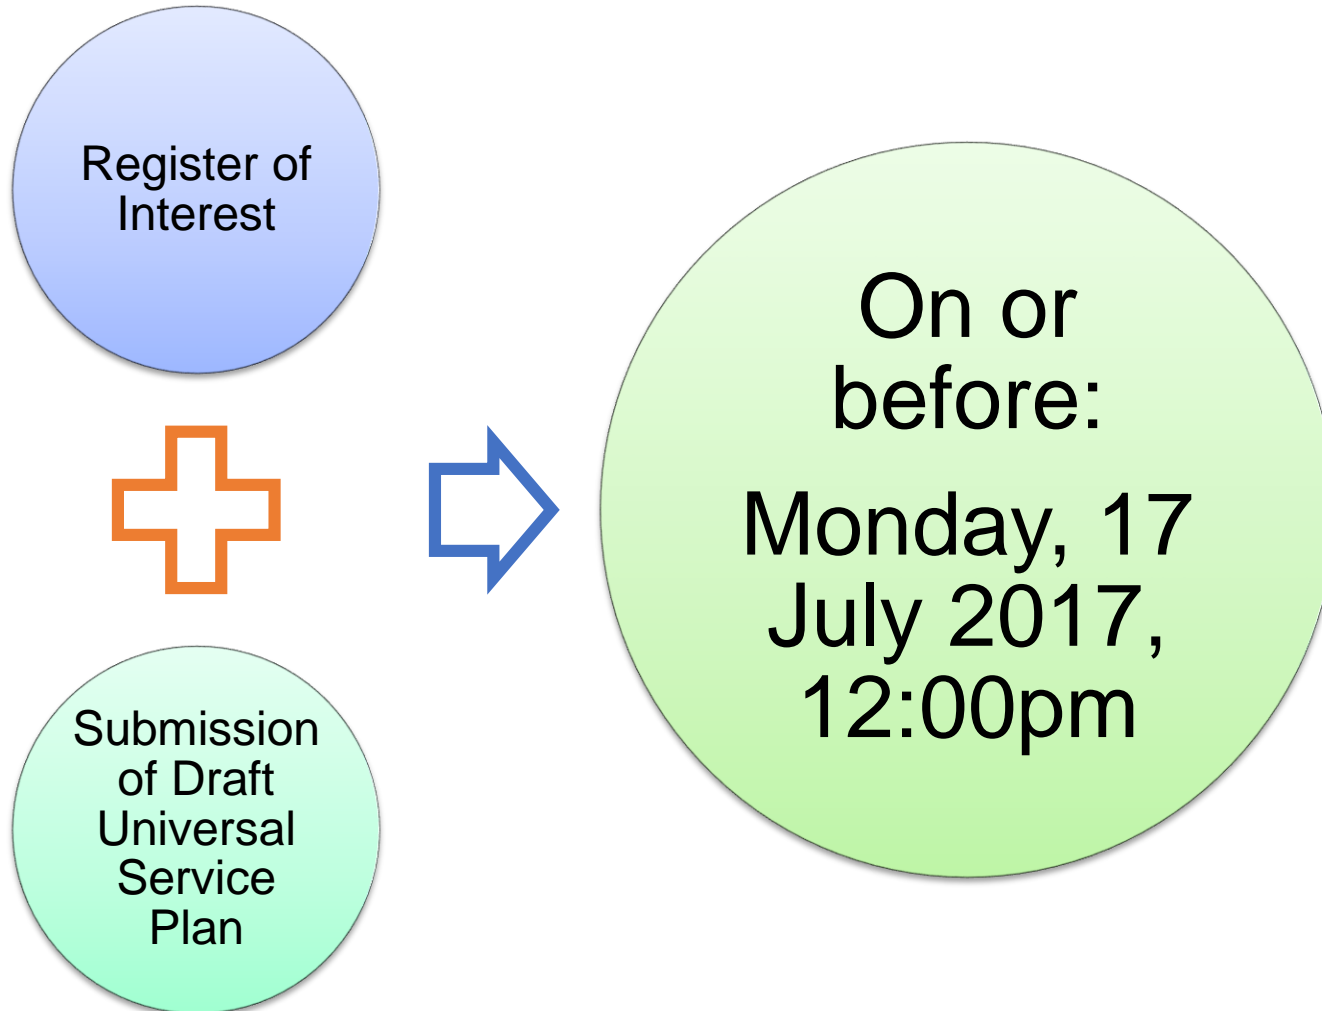 Register of
Interest
Submission
of Draft
Universal
Service
Plan
On or
before:
Monday, 17
July 2017,
12:00pm